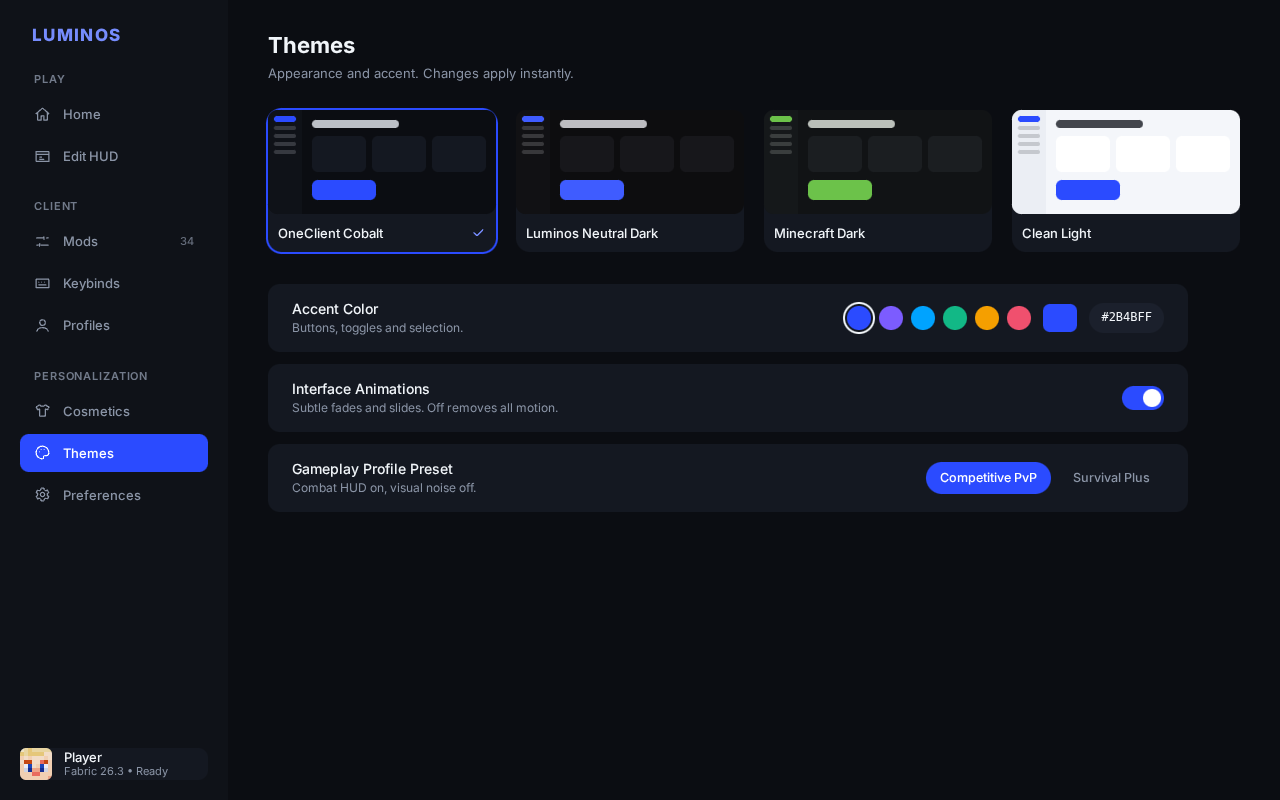 LUMINOS
PLAY
Home
Edit HUD
CLIENT
Mods 34
Keybinds
Profiles
PERSONALIZATION
Cosmetics
Themes
Preferences
Player
Fabric 26.3 • Ready
Themes
Appearance and accent. Changes apply instantly.
OneClient Cobalt
Luminos Neutral Dark
Minecraft Dark
Clean Light
Accent Color
Buttons, toggles and selection.
#2B4BFF
Interface Animations
Subtle fades and slides. Off removes all motion.
Gameplay Profile Preset
Combat HUD on, visual noise off.
Competitive PvP
Survival Plus